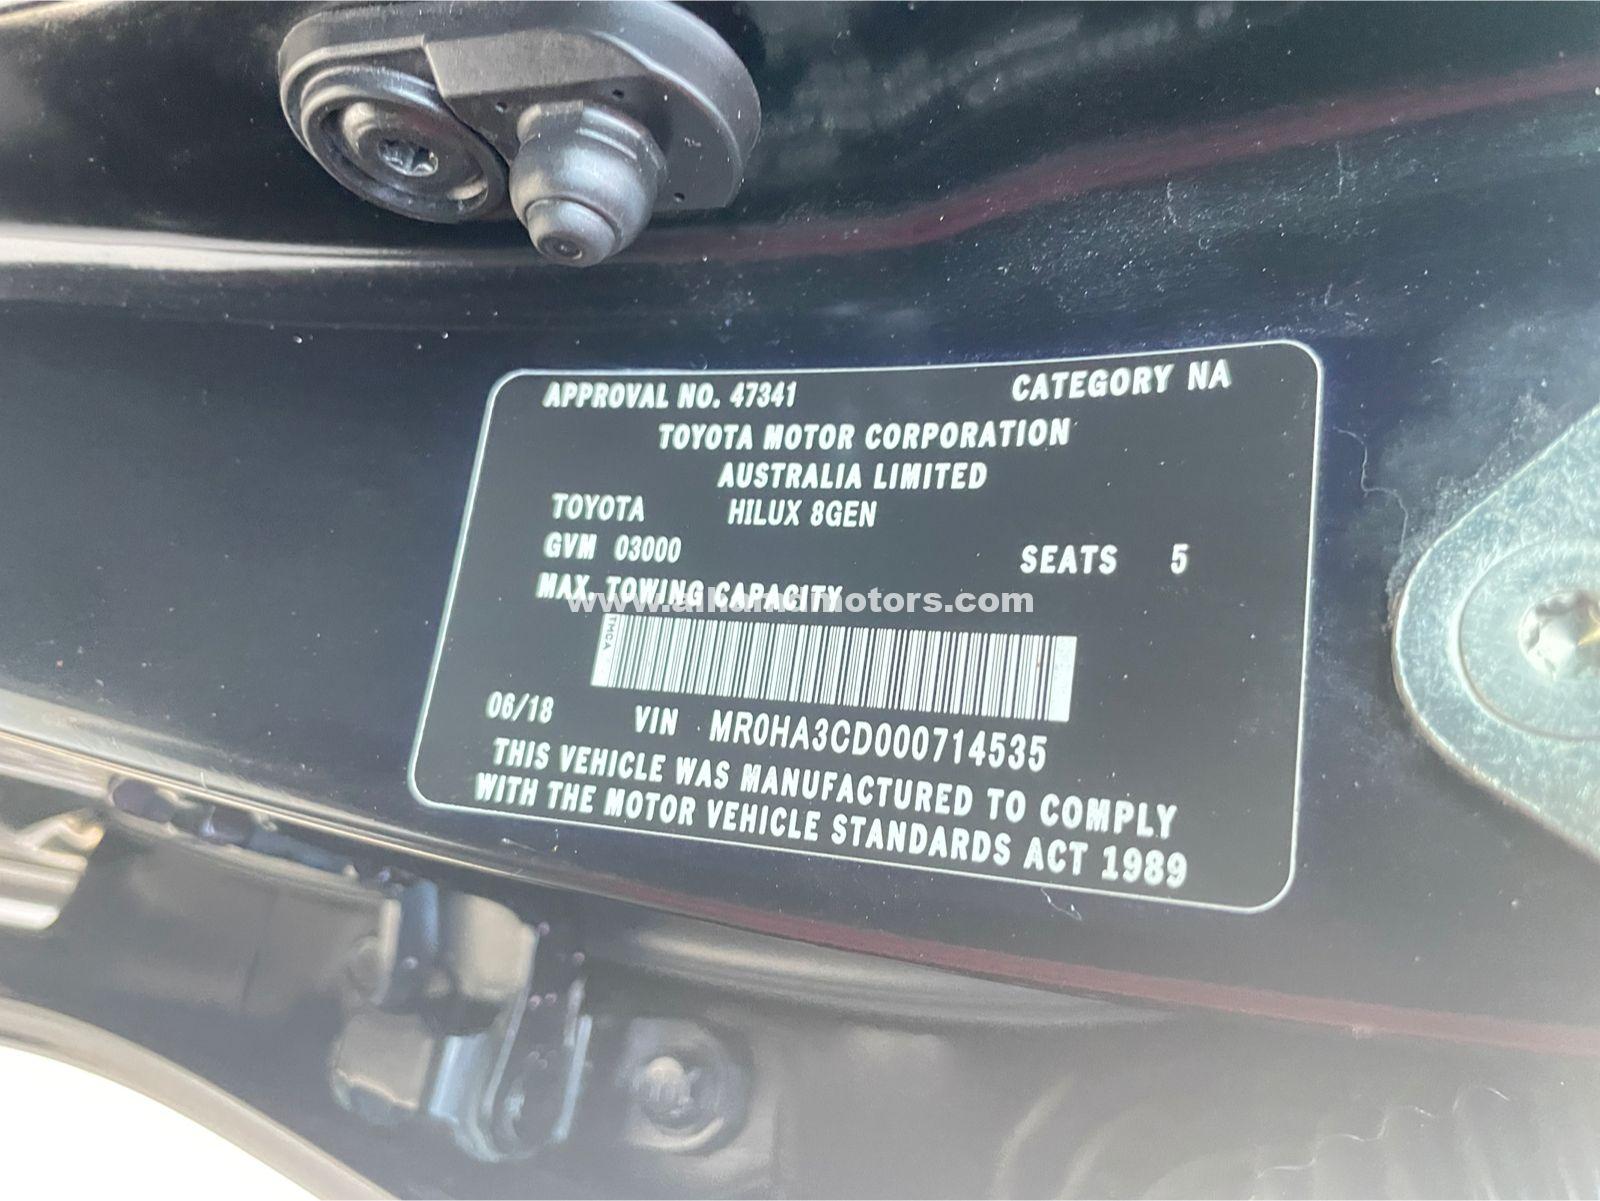 APPROVAL NO. 47341 CATEGORY NA
TOYOTA MOTOR CORPORATION
AUSTRALIA LIMITED
TOYOTA HILUX 8GEN
GVM 03000 SEATS 5
MAX. TOWING CAPACITY
TMCA
06/18 VIN MR0HA3CD000714535
THIS VEHICLE WAS MANUFACTURED TO COMPLY
WITH THE MOTOR VEHICLE STANDARDS ACT 1989